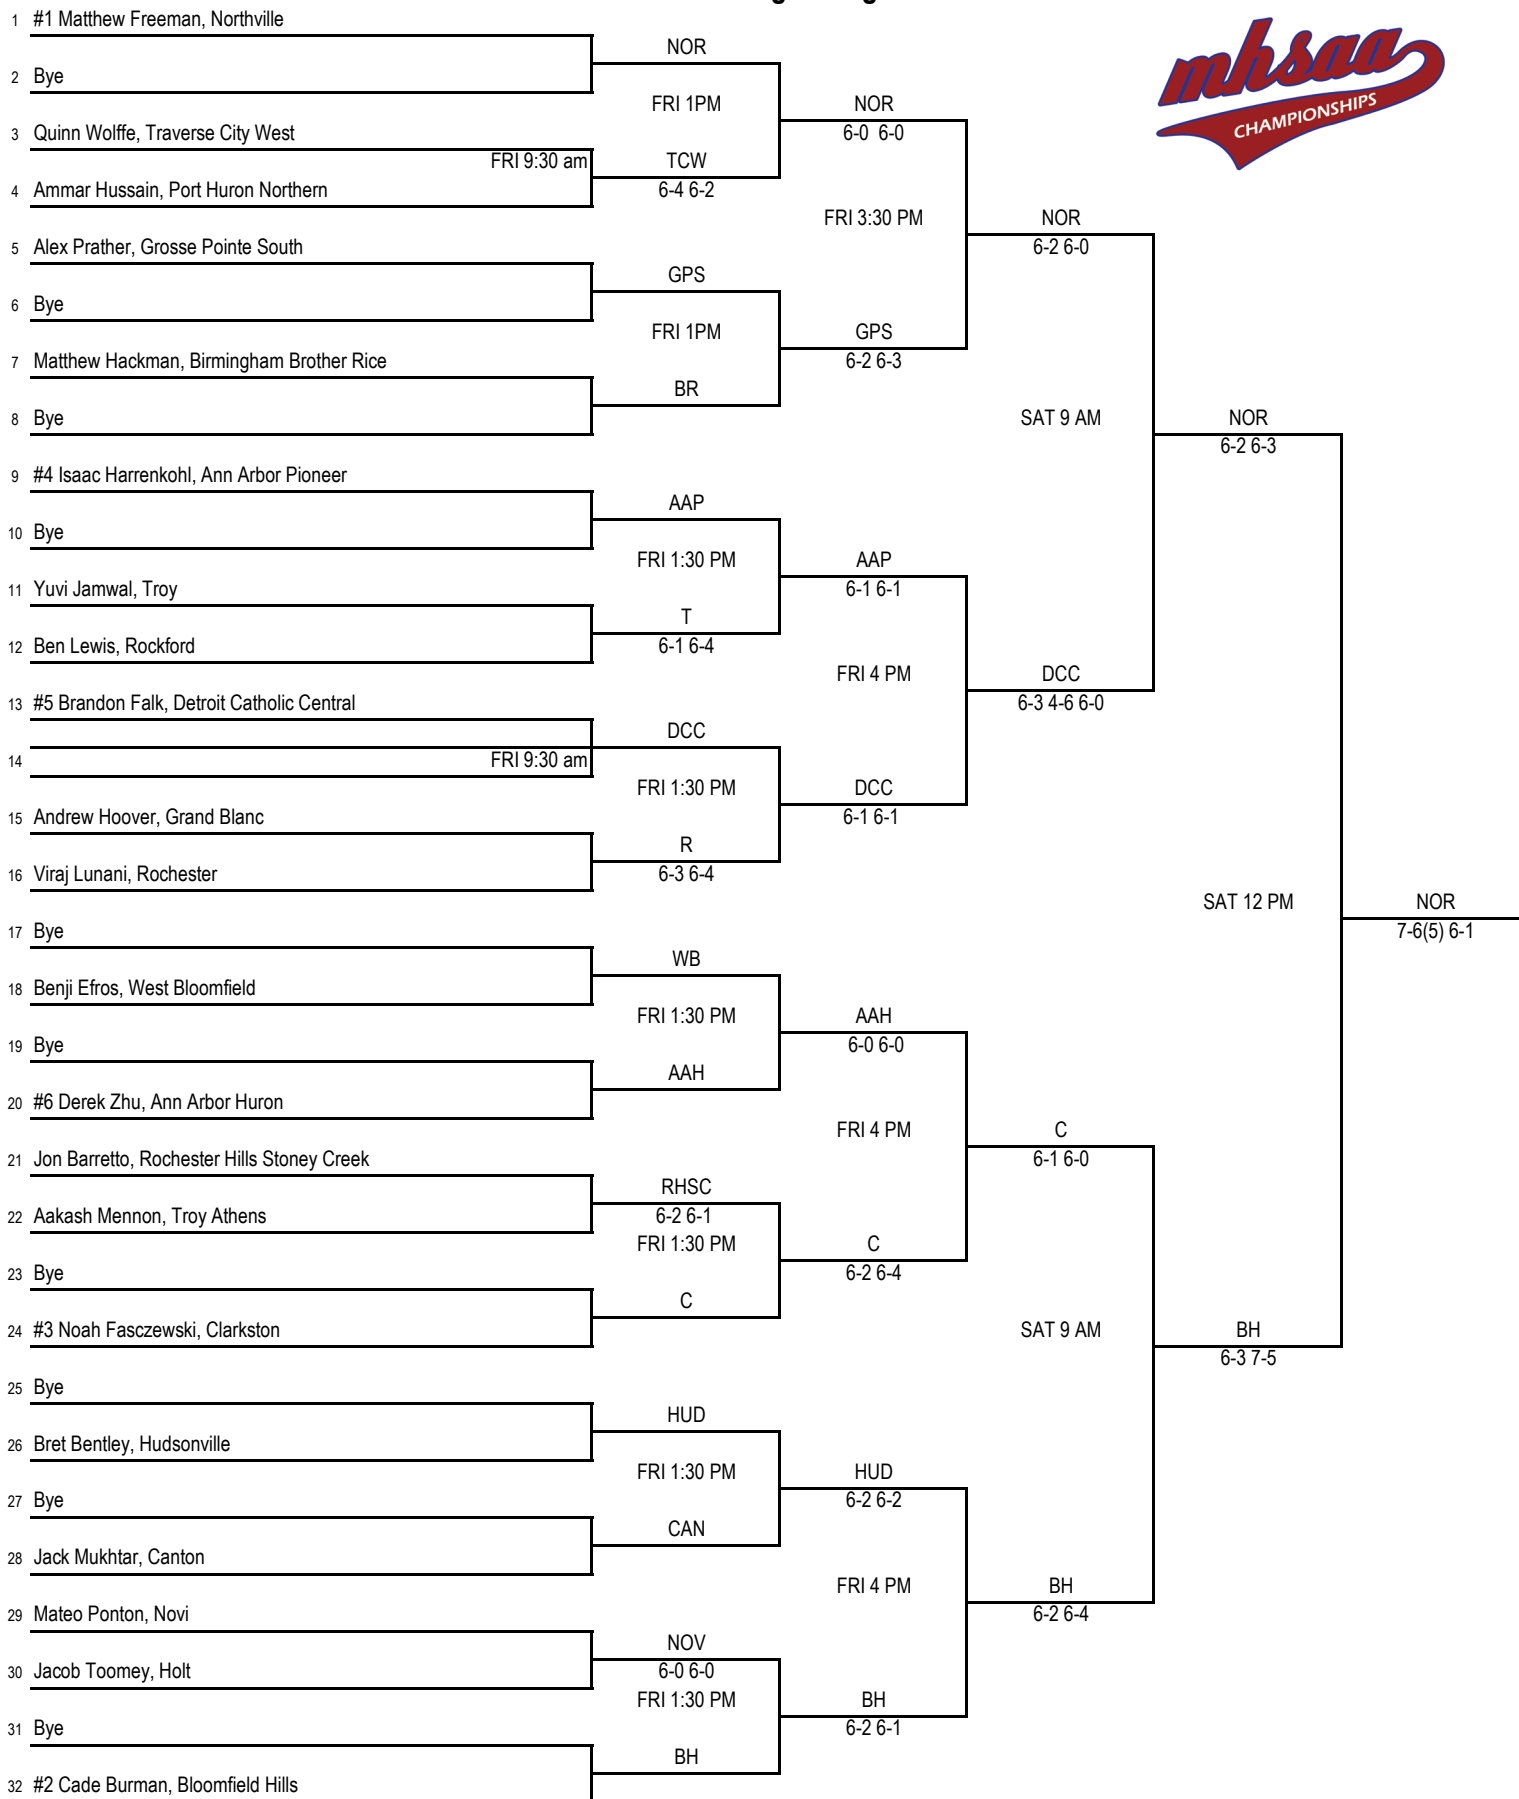 1 #1 Matthew Freeman, Northville
NOR
2 Bye
FRI 1PM
NOR
3 Quinn Wolffe, Traverse City West
6-0 6-0
FRI 9:30 am
TCW
4 Ammar Hussain, Port Huron Northern
6-4 6-2
FRI 3:30 PM
NOR
5 Alex Prather, Grosse Pointe South
6-2 6-0
GPS
6 Bye
FRI 1PM
GPS
7 Matthew Hackman, Birmingham Brother Rice
6-2 6-3
BR
8 Bye
SAT 9 AM
NOR
6-2 6-3
9 #4 Isaac Harrenkohl, Ann Arbor Pioneer
AAP
10 Bye
FRI 1:30 PM
AAP
11 Yuvi Jamwal, Troy
6-1 6-1
T
12 Ben Lewis, Rockford
6-1 6-4
FRI 4 PM
DCC
13 #5 Brandon Falk, Detroit Catholic Central
6-3 4-6 6-0
DCC
14
FRI 9:30 am
FRI 1:30 PM
DCC
15 Andrew Hoover, Grand Blanc
6-1 6-1
R
16 Viraj Lunani, Rochester
6-3 6-4
SAT 12 PM
NOR
17 Bye
7-6(5) 6-1
WB
18 Benji Efros, West Bloomfield
FRI 1:30 PM
AAH
19 Bye
6-0 6-0
AAH
20 #6 Derek Zhu, Ann Arbor Huron
FRI 4 PM
C
21 Jon Barretto, Rochester Hills Stoney Creek
6-1 6-0
RHSC
22 Aakash Mennon, Troy Athens
6-2 6-1
FRI 1:30 PM
C
23 Bye
6-2 6-4
C
24 #3 Noah Fasczewski, Clarkston
SAT 9 AM
BH
6-3 7-5
25 Bye
HUD
26 Bret Bentley, Hudsonville
FRI 1:30 PM
HUD
27 Bye
6-2 6-2
CAN
28 Jack Mukhtar, Canton
FRI 4 PM
BH
29 Mateo Ponton, Novi
6-2 6-4
NOV
30 Jacob Toomey, Holt
6-0 6-0
FRI 1:30 PM
BH
31 Bye
6-2 6-1
BH
32 #2 Cade Burman, Bloomfield Hills
mhsaa
CHAMPIONSHIPS